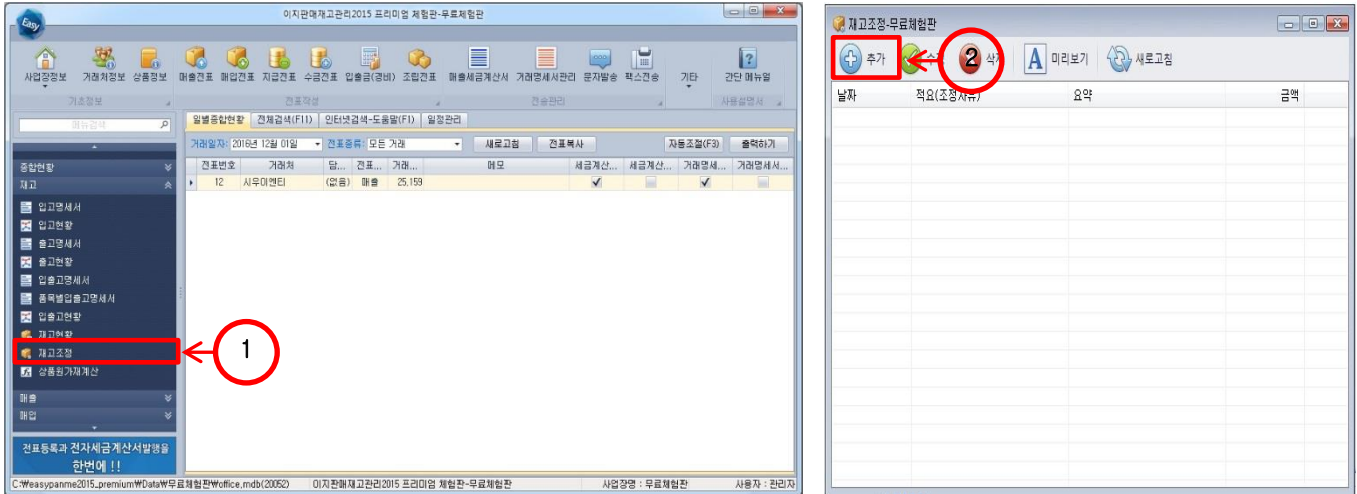 이지판매재고관리2015 프리미엄 체험판-무료체험판
Easy
사업장정보 거래처정보 상품정보 매출전표 매입전표 지급전표 수금전표 입출금(경비) 조립전표 매출세금계산서 거래명세서관리 문자발송 팩스전송 기타 간단 메뉴얼
기초정보 전표작성 전송관리 사용설명서
메뉴검색
일별종합현황 전체검색(F11) 인터넷검색-도움말(F1) 일정관리
거래일자: 2016년 12월 01일 전표종류: 모든 거래 새로고침 전표복사 자동조절(F3) 출력하기
전표번호 거래처 담... 전표... 거래... 메모 세금계산... 세금계산... 거래명세... 거래명세서...
12 시우이엔티 (없음) 매출 25,159
종합현황
재고
입고명세서
입고현황
출고명세서
출고현황
입출고명세서
품목별입출고명세서
입출고현황
재고현황
재고조정
상품원가재계산
매출
매입
1
전표등록과 전자세금계산서발행을
한번에 !!
C:₩easypanme2015_premium₩Data₩무료체험판₩office.mdb(20052) 이지판매재고관리2015 프리미엄 체험판-무료체험판 사업장명 : 무료체험판 사용자 : 관리자
재고조정-무료체험판
추가 수정 2 삭제 A 미리보기 새로고침
날짜 적요(조정사유) 요약 금액